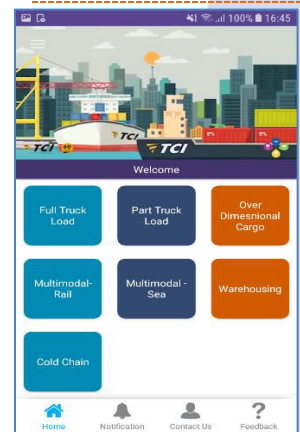 100% 16:45
TCI
TCI
TCI
Welcome
Full Truck
Load
Part Truck
Load
Over
Dimesnional
Cargo
Multimodal-
Rail
Multimodal -
Sea
Warehousing
Cold Chain
Home
Notification
Contact Us
?
Feedback